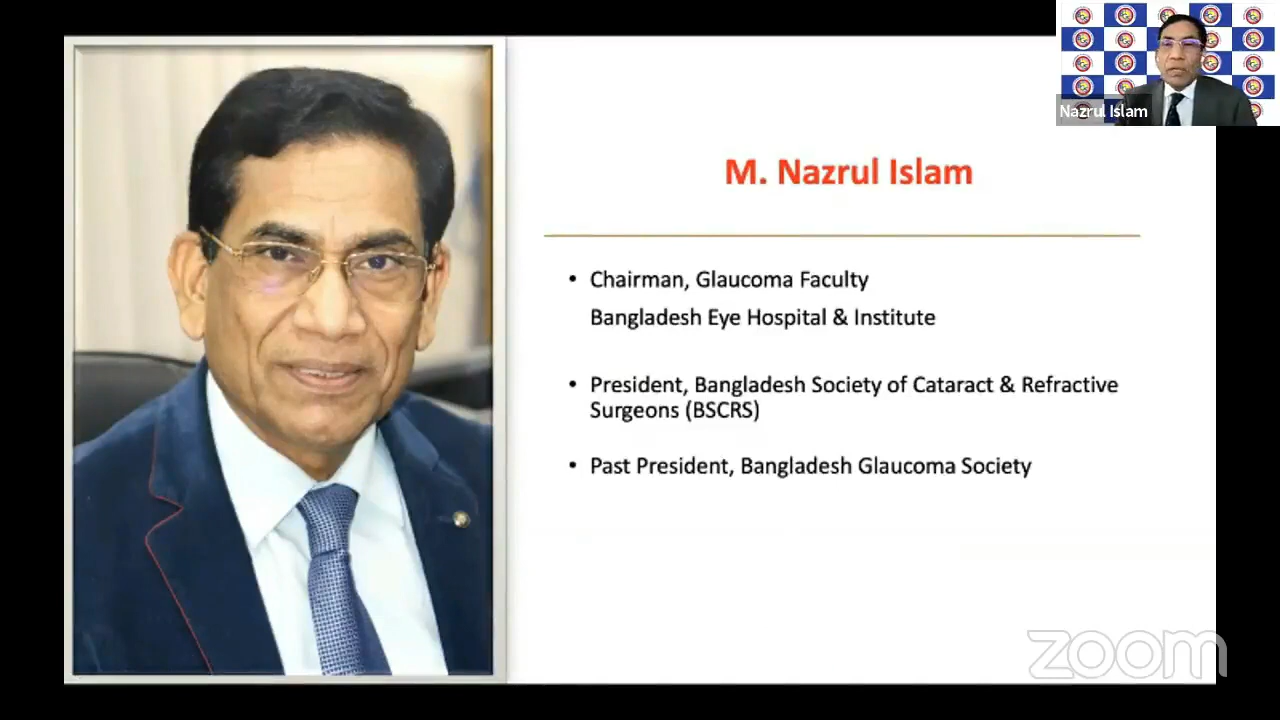 Nazrul Islam
M. Nazrul Islam
• Chairman, Glaucoma Faculty
Bangladesh Eye Hospital & Institute
• President, Bangladesh Society of Cataract & Refractive
Surgeons (BSCRS)
• Past President, Bangladesh Glaucoma Society
zoom